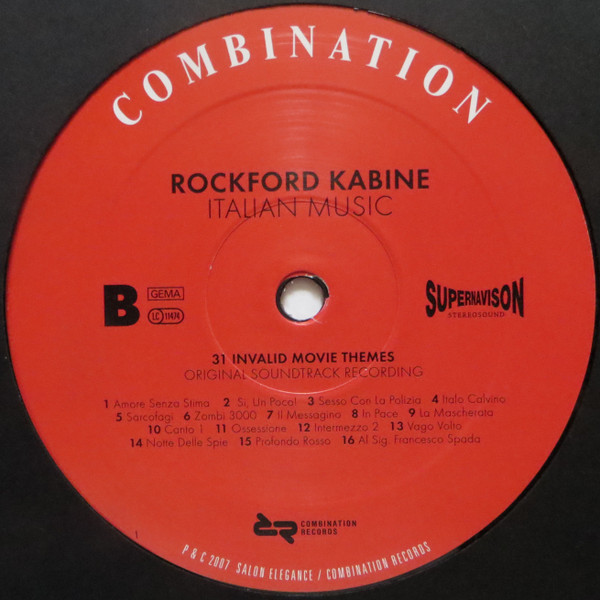 COMBINATION
ROCKFORD KABINE
ITALIAN MUSIC
B
GEMA
LC 11474
SUPERNAVISON
STEREOSOUND
31 INVALID MOVIE THEMES
ORIGINAL SOUNDTRACK RECORDING
1 Amore Senza Stima 2 Si, Un Poco! 3 Sesso Con La Polizia 4 Italo Calvino
5 Sarcofagi 6 Zombi 3000 7 Il Messagino 8 In Pace 9 La Mascherata
10 Canto 1 11 Ossessione 12 Intermezzo 2 13 Vago Volto
14 Notte Delle Spie 15 Profondo Rosso 16 Al Sig. Francesco Spada
CR COMBINATION
RECORDS
P & C 2007 SALON ELEGANCE / COMBINATION RECORDS